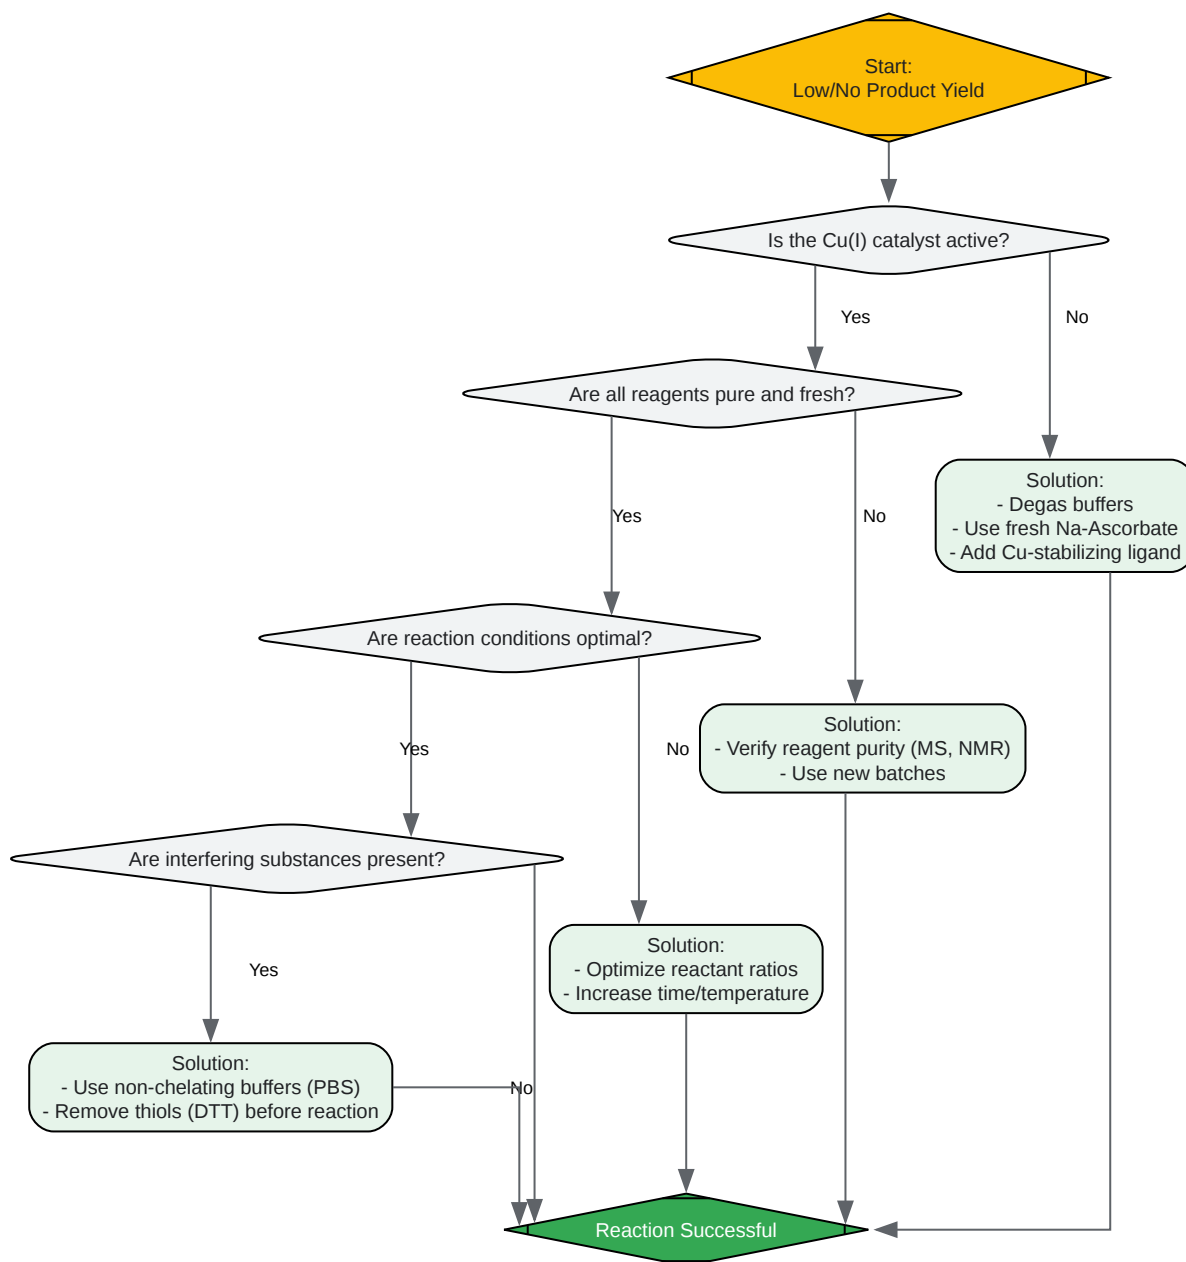 Start:
Low/No Product Yield
Is the Cu(I) catalyst active?
Yes
No
Are all reagents pure and fresh?
Solution:
- Degas buffers
- Use fresh Na-Ascorbate
- Add Cu-stabilizing ligand
Yes
No
Are reaction conditions optimal?
Solution:
- Verify reagent purity (MS, NMR)
- Use new batches
Yes
No
Are interfering substances present?
Solution:
- Optimize reactant ratios
- Increase time/temperature
Yes
Solution:
- Use non-chelating buffers (PBS)
- Remove thiols (DTT) before reaction
No
Reaction Successful